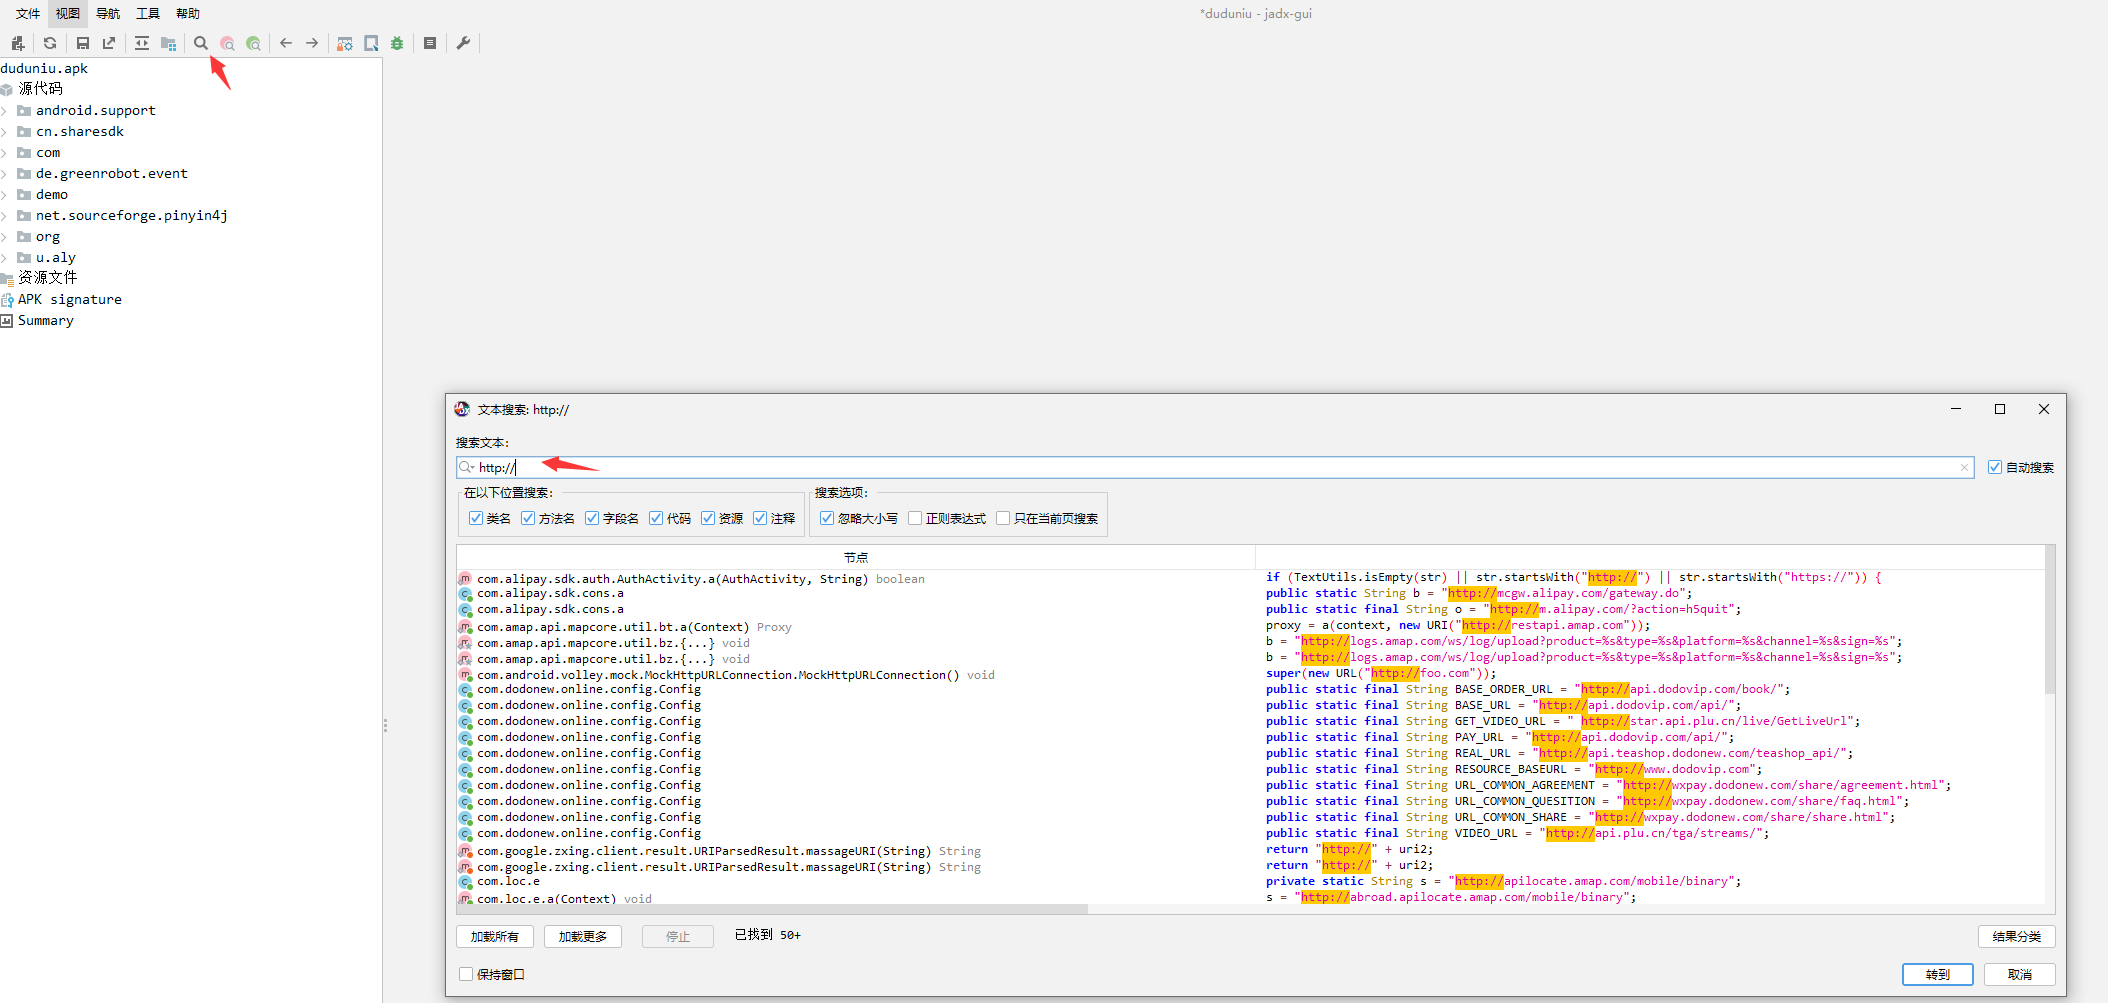 文件 视图 导航 工具 帮助
*duduniu - jadx-gui
duduniu.apk
源代码
android.support
cn.sharesdk
com
de.greenrobot.event
demo
net.sourceforge.pinyin4j
org
u.aly
资源文件
APK signature
Summary
文本搜索: http://
搜索文本:
http://
自动搜索
在以下位置搜索:
类名 方法名 字段名 代码 资源 注释
搜索选项:
忽略大小写 正则表达式 只在当前页搜索
节点
com.alipay.sdk.auth.AuthActivity.a(AuthActivity, String) boolean if (TextUtils.isEmpty(str) || str.startsWith("http://") || str.startsWith("https://")) {
com.alipay.sdk.cons.a public static String b = "http://mcgw.alipay.com/gateway.do";
com.alipay.sdk.cons.a public static final String o = "http://m.alipay.com/?action=h5quit";
com.amap.api.mapcore.util.bt.a(Context) Proxy proxy = a(context, new URI("http://restapi.amap.com"));
com.amap.api.mapcore.util.bz.{...} void b = "http://logs.amap.com/ws/log/upload?product=%s&type=%s&platform=%s&channel=%s&sign=%s";
com.amap.api.mapcore.util.bz.{...} void b = "http://logs.amap.com/ws/log/upload?product=%s&type=%s&platform=%s&channel=%s&sign=%s";
com.android.volley.mock.MockHttpURLConnection.MockHttpURLConnection() void super(new URL("http://foo.com"));
com.dodonew.online.config.Config public static final String BASE_ORDER_URL = "http://api.dodovip.com/book/";
com.dodonew.online.config.Config public static final String BASE_URL = "http://api.dodovip.com/api/";
com.dodonew.online.config.Config public static final String GET_VIDEO_URL = " http://star.api.plu.cn/live/GetLiveUrl";
com.dodonew.online.config.Config public static final String PAY_URL = "http://api.dodovip.com/api/";
com.dodonew.online.config.Config public static final String REAL_URL = "http://api.teashop.dodonew.com/teashop_api/";
com.dodonew.online.config.Config public static final String RESOURCE_BASEURL = "http://www.dodovip.com";
com.dodonew.online.config.Config public static final String URL_COMMON_AGREEMENT = "http://wxpay.dodonew.com/share/agreement.html";
com.dodonew.online.config.Config public static final String URL_COMMON_QUESITION = "http://wxpay.dodonew.com/share/faq.html";
com.dodonew.online.config.Config public static final String URL_COMMON_SHARE = "http://wxpay.dodonew.com/share/share.html";
com.dodonew.online.config.Config public static final String VIDEO_URL = "http://api.plu.cn/tga/streams/";
com.google.zxing.client.result.URIParsedResult.massageURI(String) String return "http://" + uri2;
com.google.zxing.client.result.URIParsedResult.massageURI(String) String return "http://" + uri2;
com.loc.e private static String s = "http://apilocate.amap.com/mobile/binary";
com.loc.e.a(Context) void s = "http://abroad.apilocate.amap.com/mobile/binary";
加载所有 加载更多 停止 已找到 50+ 结果分类
保持窗口 转到 取消